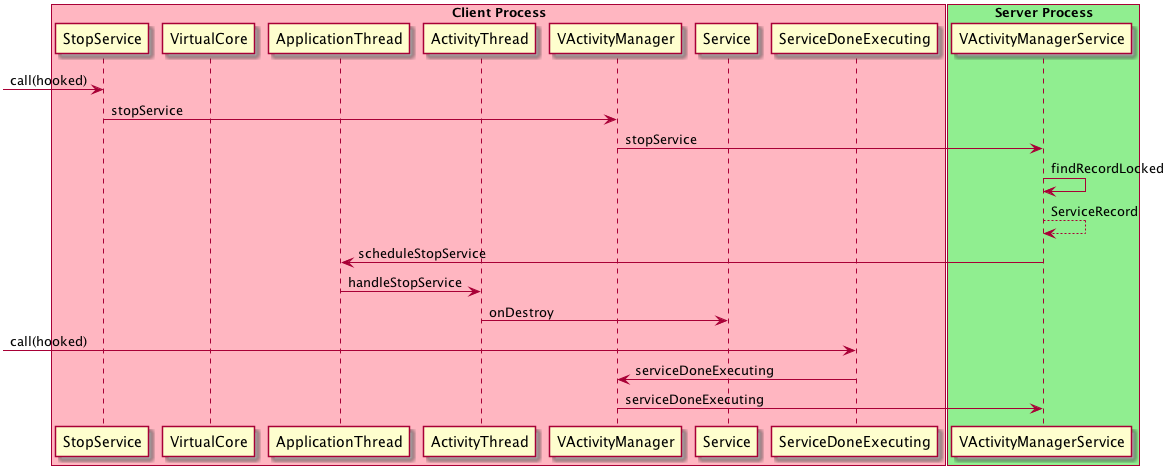 Client Process
Server Process
StopService VirtualCore ApplicationThread ActivityThread VActivityManager Service ServiceDoneExecuting VActivityManagerService
call(hooked)
stopService
stopService
findRecordLocked
ServiceRecord
scheduleStopService
handleStopService
onDestroy
call(hooked)
serviceDoneExecuting
serviceDoneExecuting
StopService VirtualCore ApplicationThread ActivityThread VActivityManager Service ServiceDoneExecuting VActivityManagerService